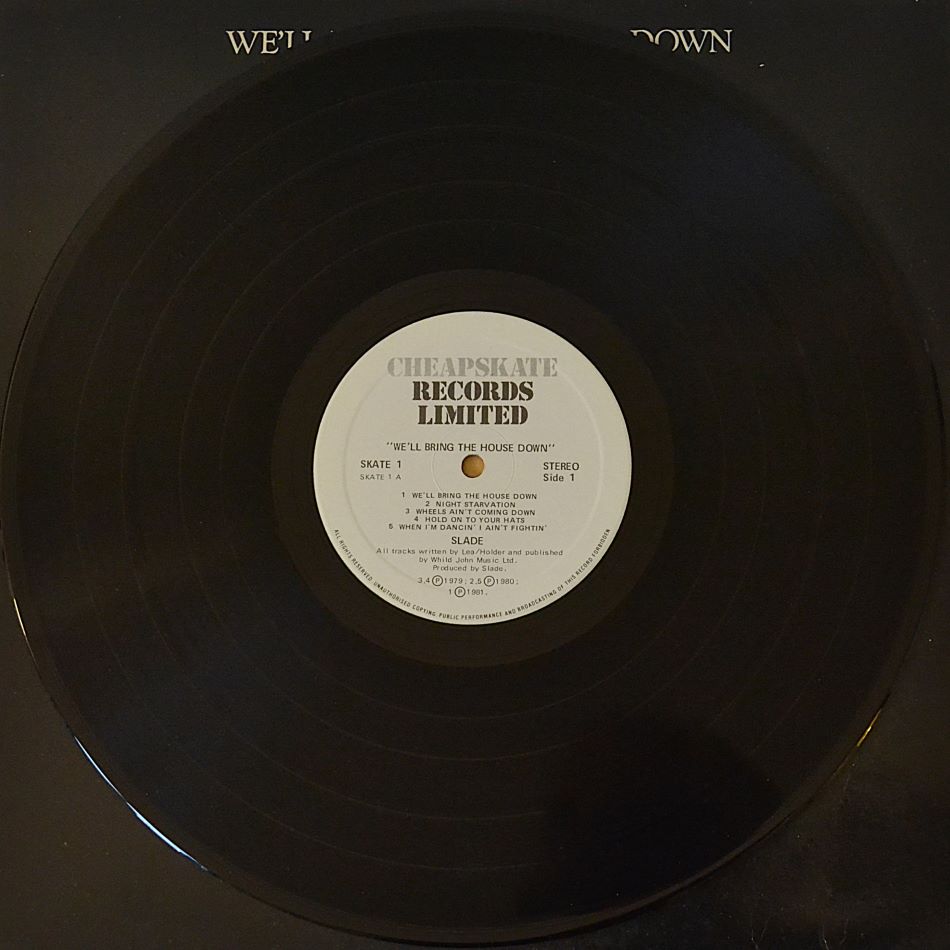 WE'LL DOWN
CHEAPSKATE
RECORDS
LIMITED
"WE'LL BRING THE HOUSE DOWN"
SKATE 1 STEREO
SKATE 1 A Side 1
1 WE'LL BRING THE HOUSE DOWN
2 NIGHT STARVATION
3 WHEELS AIN'T COMING DOWN
4 HOLD ON TO YOUR HATS
5 WHEN I'M DANCIN' I AIN'T FIGHTIN'
SLADE
All tracks written by Lea/Holder and published
by Whild John Music Ltd.
Produced by Slade.
3,4 Ⓟ 1979; 2,5 Ⓟ 1980;
1 Ⓟ 1981.
ALL RIGHTS RESERVED. UNAUTHORISED COPYING, PUBLIC PERFORMANCE AND BROADCASTING OF THIS RECORD FORBIDDEN